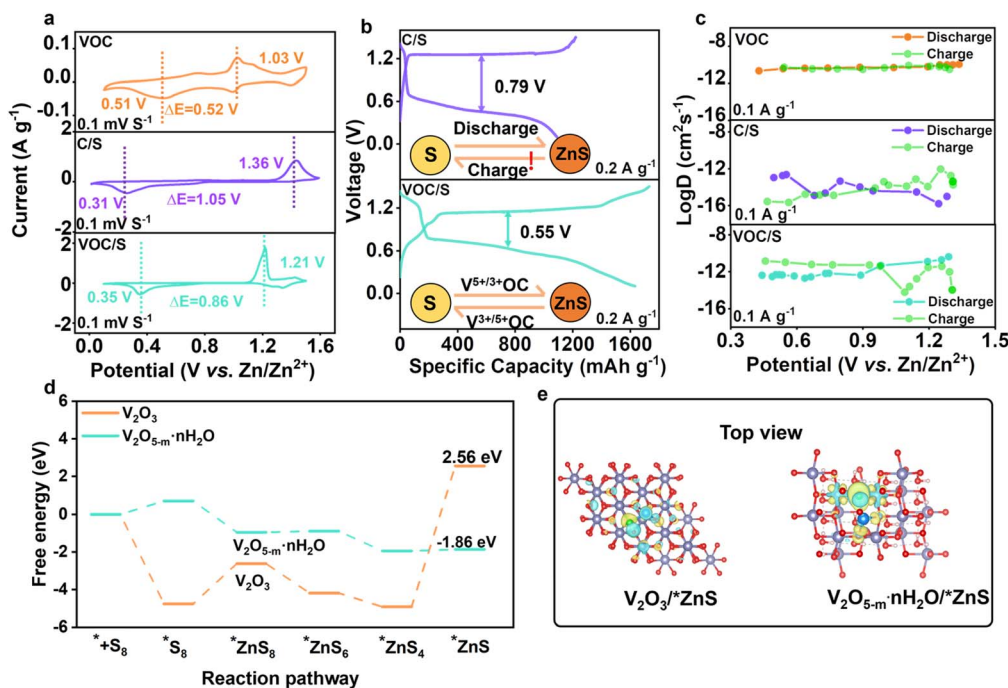 a
VOC
1.03 V
0.51 V
ΔE=0.52 V
0.1 mV S⁻¹
C/S
1.36 V
0.31 V
ΔE=1.05 V
0.1 mV S⁻¹
VOC/S
1.21 V
0.35 V
ΔE=0.86 V
0.1 mV S⁻¹
0.1
0.0
-0.1
2
0
-2
2
0
-2
Current (A g⁻¹)
0.0 0.4 0.8 1.2 1.6
Potential (V vs. Zn/Zn²⁺)
b
C/S
0.79 V
Discharge
S
ZnS
Charge
!
0.2 A g⁻¹
VOC/S
0.55 V
V⁵⁺/³⁺OC
S
ZnS
V³⁺/⁵⁺OC
0.2 A g⁻¹
1.2
0.6
0.0
1.2
0.6
0.0
Voltage (V)
0 400 800 1200 1600
Specific Capacity (mAh g⁻¹)
c
VOC
Discharge
Charge
0.1 A g⁻¹
C/S
Discharge
Charge
0.1 A g⁻¹
VOC/S
Discharge
Charge
0.1 A g⁻¹
-8
-12
-16
-8
-12
-16
-8
-12
-16
LogD (cm²s⁻¹)
0.3 0.6 0.9 1.2 1.5
Potential (V vs. Zn/Zn²⁺)
d
V₂O₃
V₂O₅₋ₘ·nH₂O
2.56 eV
-1.86 eV
V₂O₅₋ₘ·nH₂O
V₂O₃
6
4
2
0
-2
-4
-6
Free energy (eV)
*+S₈ *S₈ *ZnS₈ *ZnS₆ *ZnS₄ *ZnS
Reaction pathway
e
Top view
V₂O₃/*ZnS
V₂O₅₋ₘ·nH₂O/*ZnS